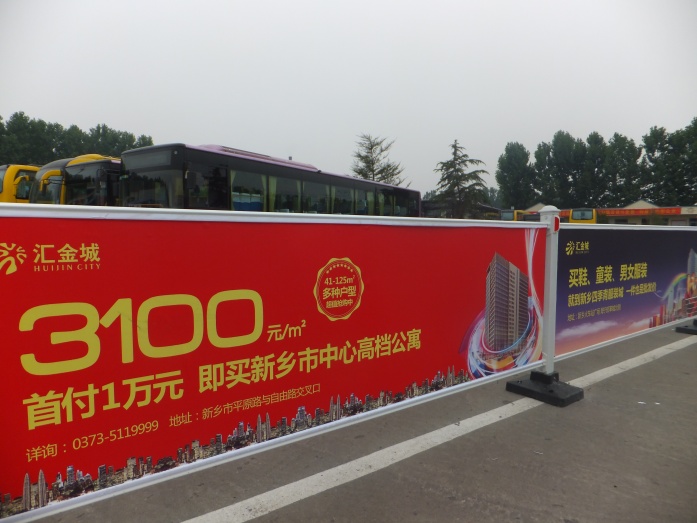 汇金城
HUIJIN CITY
3100元/m²
41-125m²
多种户型
首付1万元 即买新乡市中心高档公寓
详询：0373-5119999 地址：新乡市平原路与自由路交叉口
汇金城
买鞋、童装、男女服装